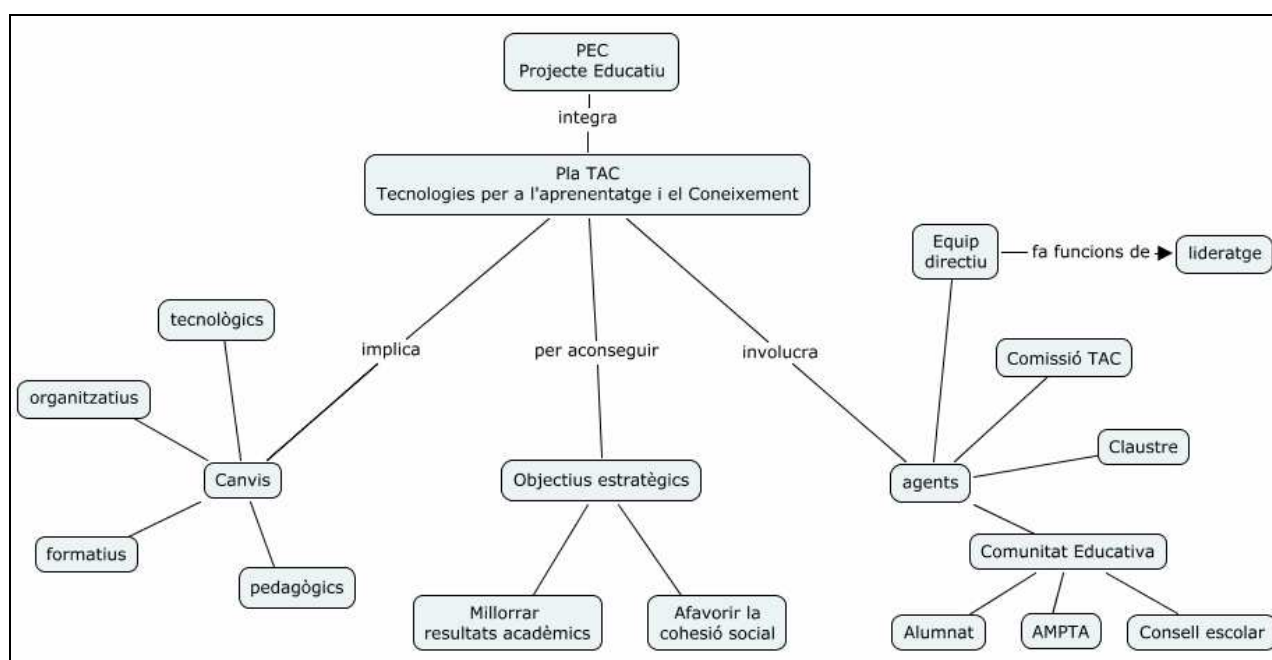 PEC
Projecte Educatiu
integra
Pla TAC
Tecnologies per a l'aprenentatge i el Coneixement
Equip
directiu
fa funcions de
lideratge
tecnològics
implica
per aconseguir
involucra
Comissió TAC
organitzatius
Claustre
Canvis
Objectius estratègics
agents
formatius
Comunitat Educativa
pedagògics
Millorrar
resultats acadèmics
Afavorir la
cohesió social
Alumnat
AMPTA
Consell escolar